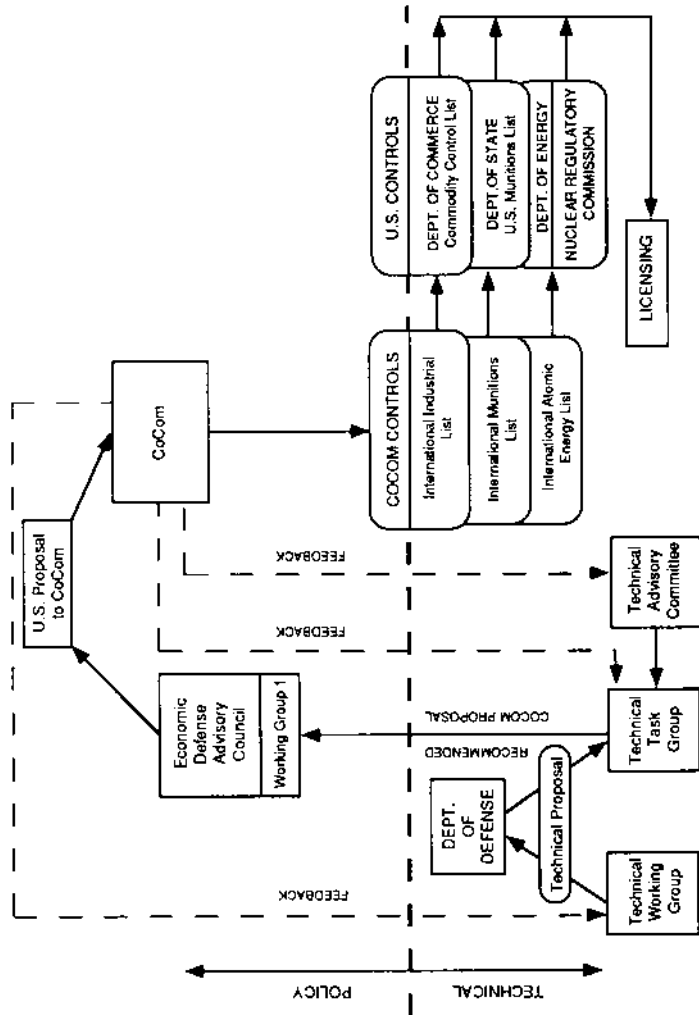 U.S. Proposal
to CoCom
CoCom
Economic
Defense
Advisory
Council
Working Group 1
FEEDBACK
FEEDBACK
FEEDBACK
POLICY
TECHNICAL
RECOMMENDED
COCOM PROPOSAL
DEPT.
OF
DEFENSE
Technical Proposal
Technical
Working
Group
Technical
Task
Group
Technical
Advisory
Committee
COCOM CONTROLS
International Industrial
List
International Munitions
List
International Atomic
Energy List
U.S. CONTROLS
DEPT. OF COMMERCE
Commodity Control List
DEPT. OF STATE
U.S. Munitions List
DEPT. OF ENERGY
NUCLEAR REGULATORY
COMMISSION
LICENSING